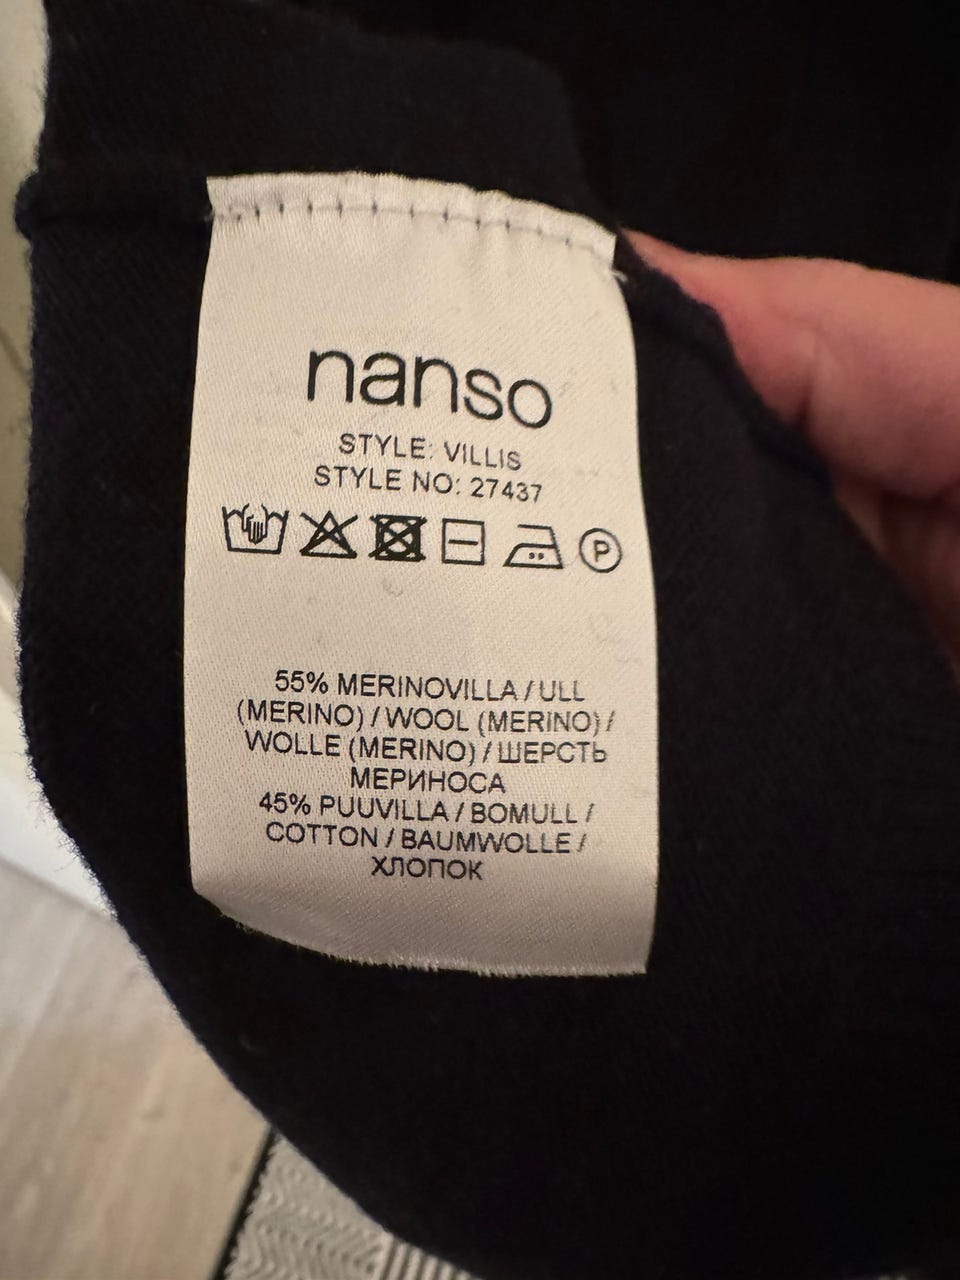 nanso
STYLE: VILLIS
STYLE NO: 27437
P
55% MERINOVILLA / ULL
(MERINO) / WOOL (MERINO) /
WOLLE (MERINO) / ШЕРСТЬ
МЕРИНОСА
45% PUUVILLA / BOMULL /
COTTON / BAUMWOLLE /
ХЛОПОК